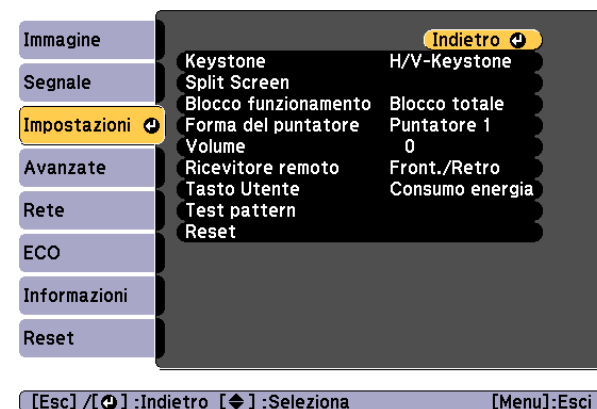 Immagine
Segnale
Impostazioni
Avanzate
Rete
ECO
Informazioni
Reset
Indietro
Keystone H/V-Keystone
Split Screen
Blocco funzionamento Blocco totale
Forma del puntatore Puntatore 1
Volume 0
Ricevitore remoto Front./Retro
Tasto Utente Consumo energia
Test pattern
Reset
[Esc] /[⏎] :Indietro [◆] :Seleziona [Menu]:Esci